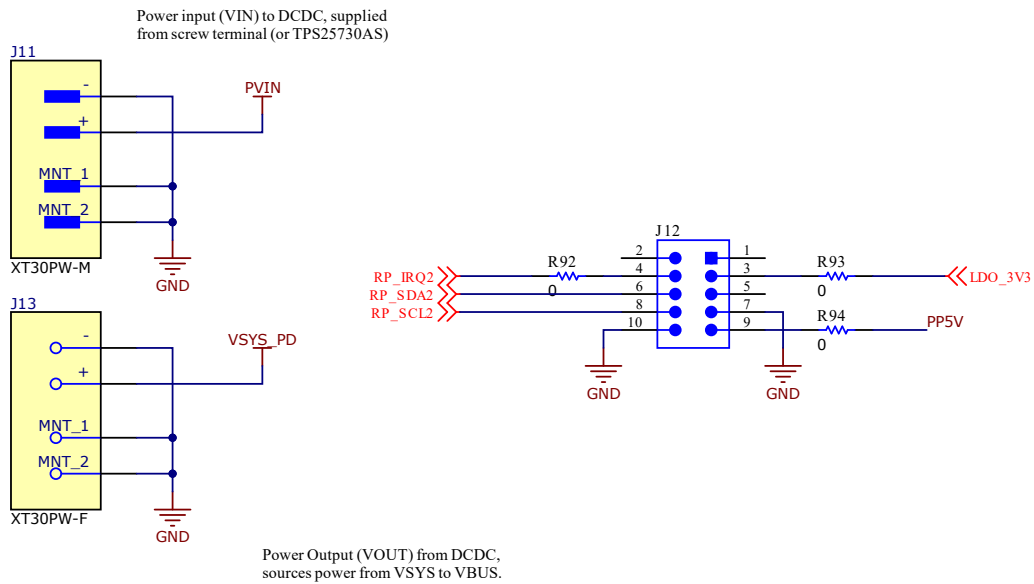 Power input (VIN) to DCDC, supplied
from screw terminal (or TPS25730AS)
J11
-
+
MNT_1
MNT_2
XT30PW-M
PVIN
GND
J13
-
+
MNT_1
MNT_2
XT30PW-F
VSYS_PD
GND
Power Output (VOUT) from DCDC,
sources power from VSYS to VBUS.
J12
2 1
4 3
6 5
8 7
10 9
RP_IRQ2
RP_SDA2
RP_SCL2
R92
0
R93
0
LDO_3V3
R94
0
PP5V
GND
GND